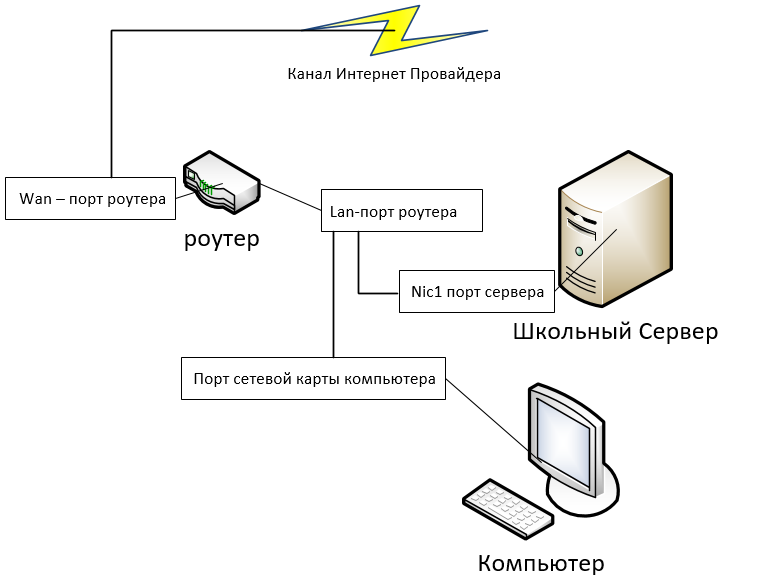 Канал Интернет Провайдера
Wan – порт роутера
роутер
Lan-порт роутера
Nic1 порт сервера
Школьный Сервер
Порт сетевой карты компьютера
Компьютер